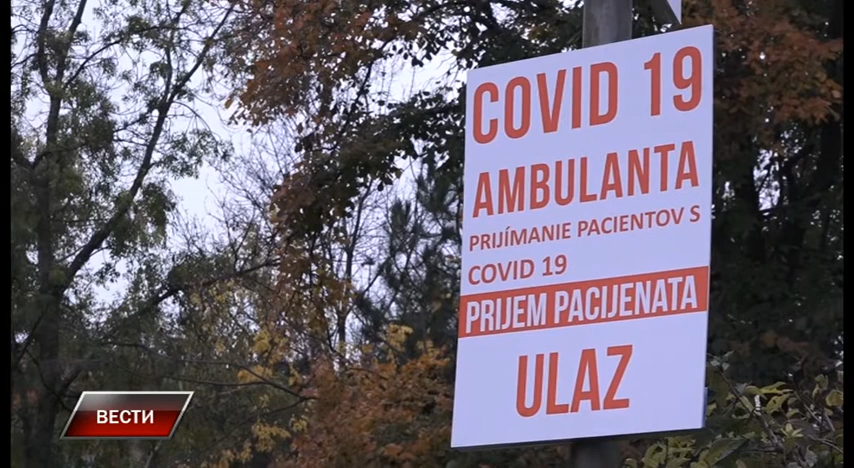 COVID 19
AMBULANTA
PRIJÍMANIE PACIENTOV S
COVID 19
PRIJEM PACIJENATA
ULAZ
ВЕСТИ